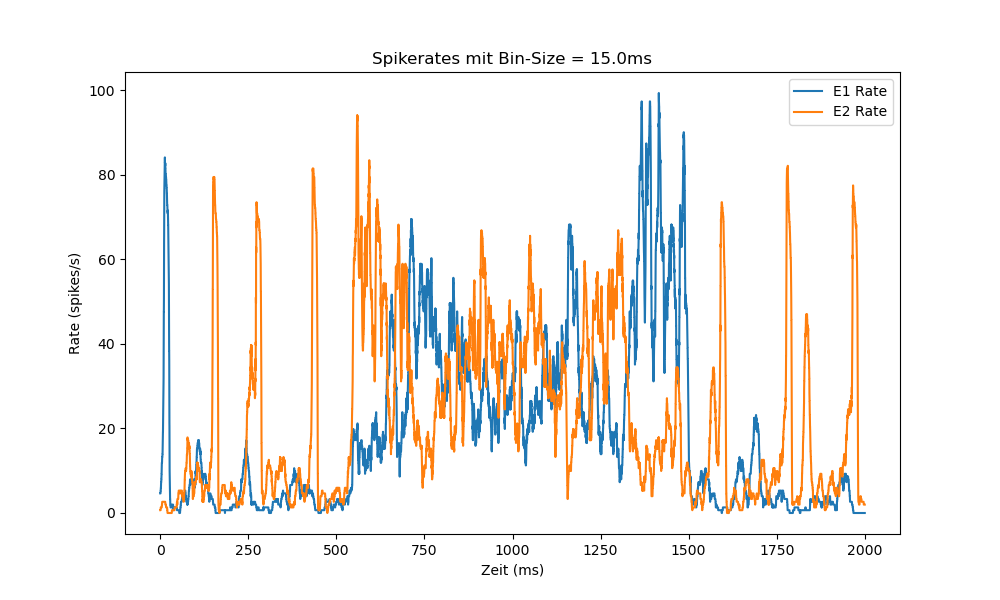 Spikerates mit Bin-Size = 15.0ms
E1 Rate
E2 Rate
100
80
60
40
20
0
Rate (spikes/s)
0 250 500 750 1000 1250 1500 1750 2000
Zeit (ms)